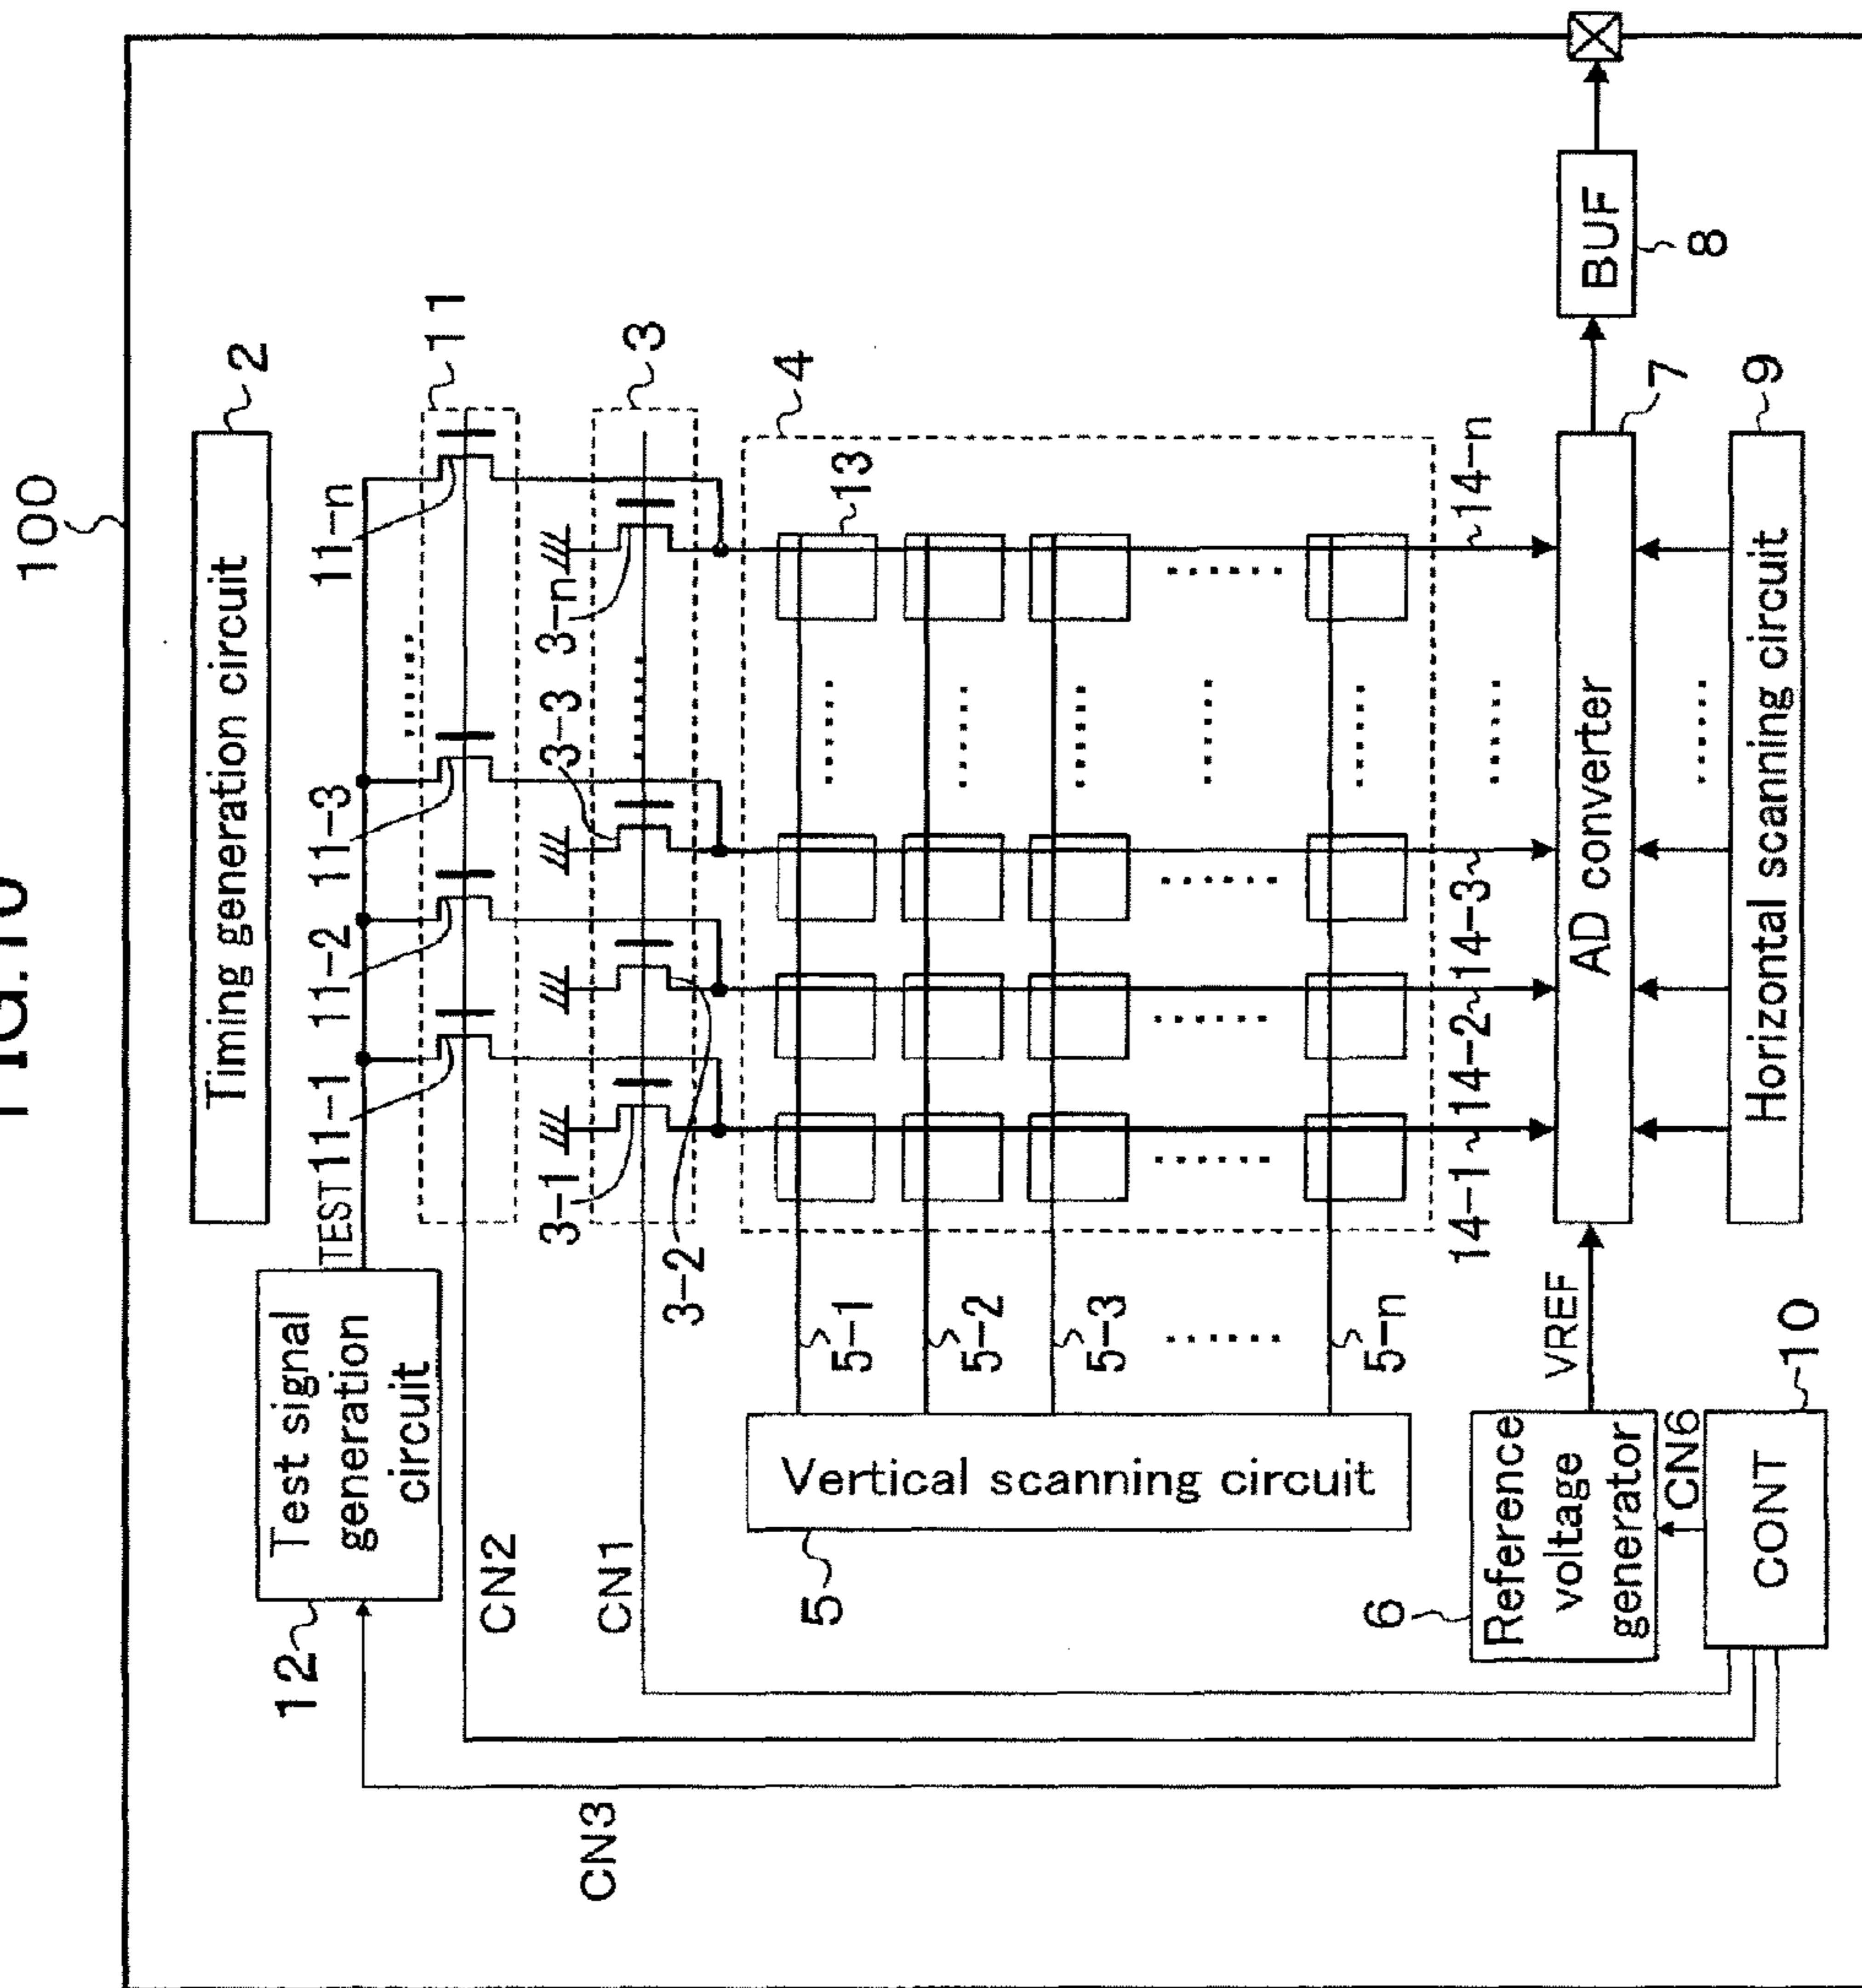 100
Timing generation circuit
2
Test signal
generation
circuit
12
TEST
11-1
11-2
11-3
11-n
11
CN2
3-1
3-2
3-3
3-n
3
CN1
CN3
4
13
5-1
5-2
5-3
5-n
Vertical scanning circuit
5
14-1
14-2
14-3
14-n
Reference
voltage
generator
6
VREF
AD converter
7
BUF
8
CN6
CONT
10
Horizontal scanning circuit
9